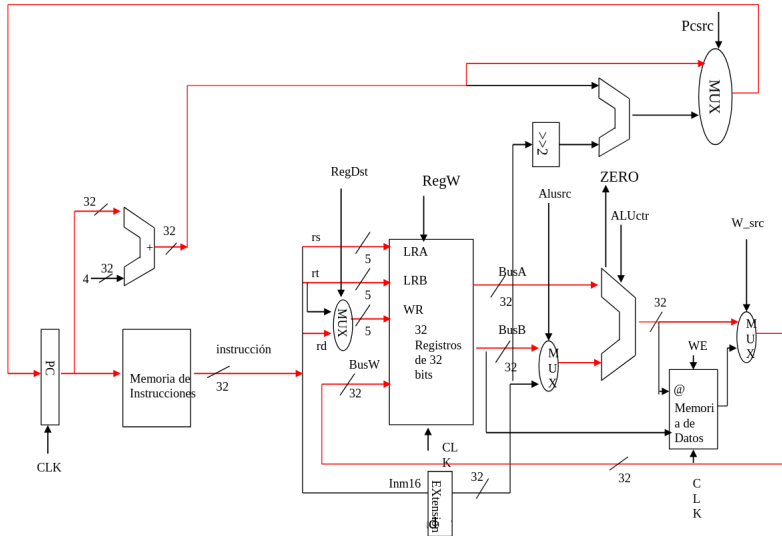 Pcsrc
MUX
>>2
ZERO
RegDst
RegW
Alusrc
ALUctr
W_src
32
32
+
4
32
rs
5
LRA
rt
5
LRB
BusA
32
WR
MUX
5
rd
32
Registros
de 32
bits
BusB
32
M
U
X
32
M
U
X
PC
instrucción
32
Memoria de
Instrucciones
BusW
32
WE
@
Memori
a de
Datos
CLK
CL
K
32
Inm16
EXtension
32
C
L
K